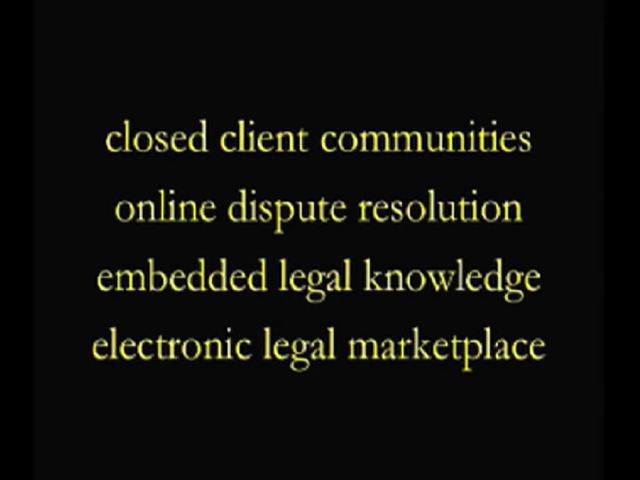 closed client communities
online dispute resolution
embedded legal knowledge
electronic legal marketplace